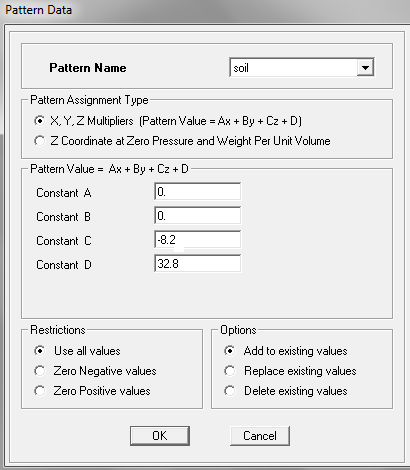 Pattern Data
Pattern Name soil
Pattern Assignment Type
X, Y, Z Multipliers (Pattern Value = Ax + By + Cz + D)
Z Coordinate at Zero Pressure and Weight Per Unit Volume
Pattern Value = Ax + By + Cz + D
Constant A 0.
Constant B 0.
Constant C -8.2
Constant D 32.8
Restrictions
Use all values
Zero Negative values
Zero Positive values
Options
Add to existing values
Replace existing values
Delete existing values
OK Cancel